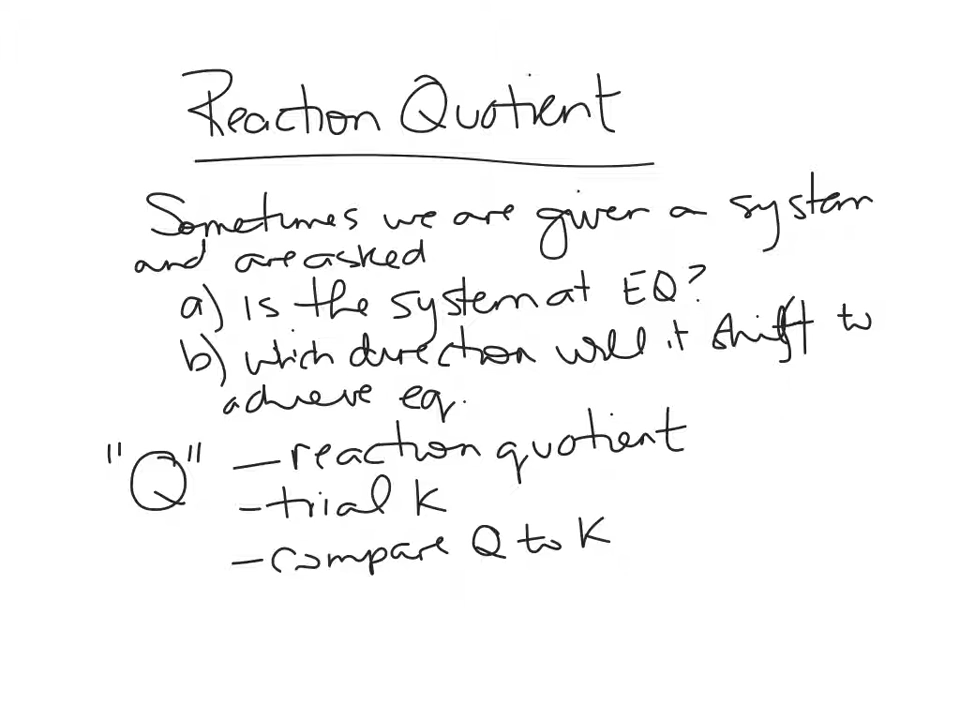 Reaction Quotient
Sometimes we are given a system
and are asked
a) Is the system at EQ?
b) which direction will it shift to
achieve eq.
"Q" — reaction quotient
- trial K
- compare Q to K